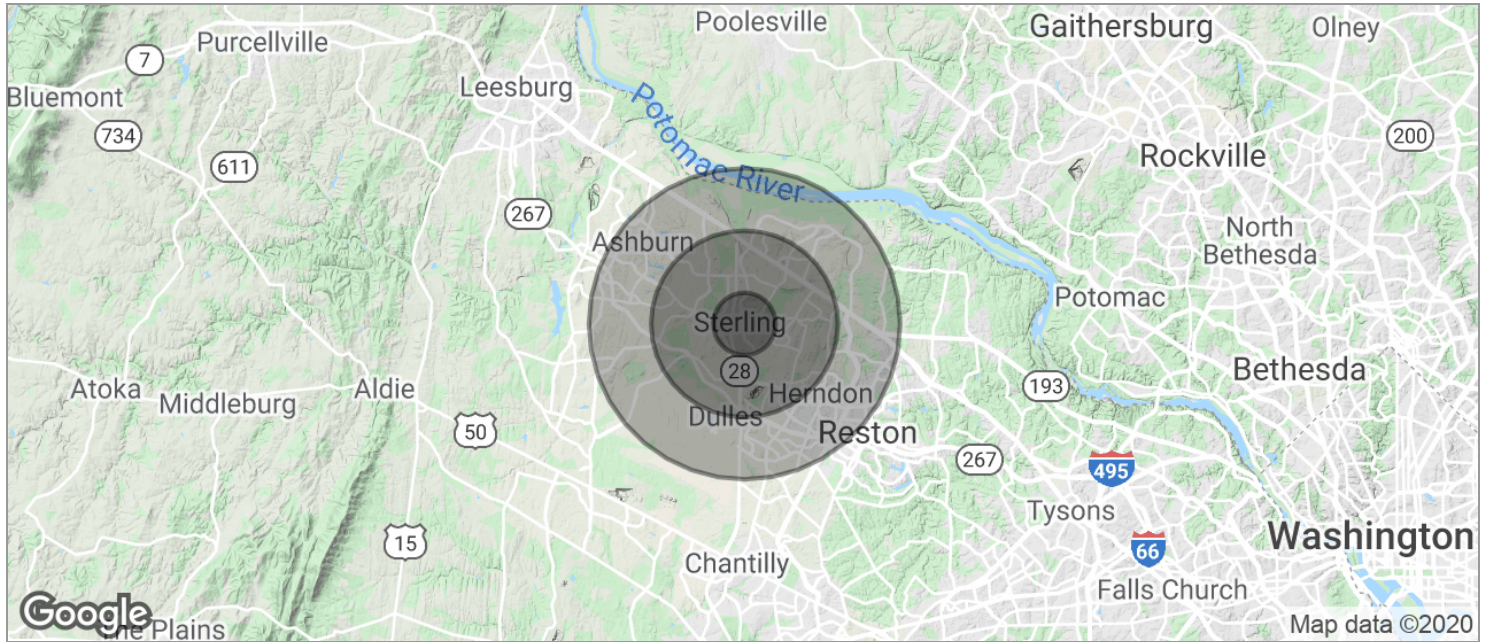 Poolesville
Gaithersburg
Olney
Purcellville
7
Leesburg
Bluemont
734
Potomac River
200
Rockville
611
267
North
Bethesda
Ashburn
Potomac
Sterling
28
Bethesda
193
Atoka
Middleburg
Aldie
Herndon
Dulles
50
Reston
267
495
Tysons
15
Washington
66
Chantilly
Falls Church
Google
The Plains
Map data ©2020